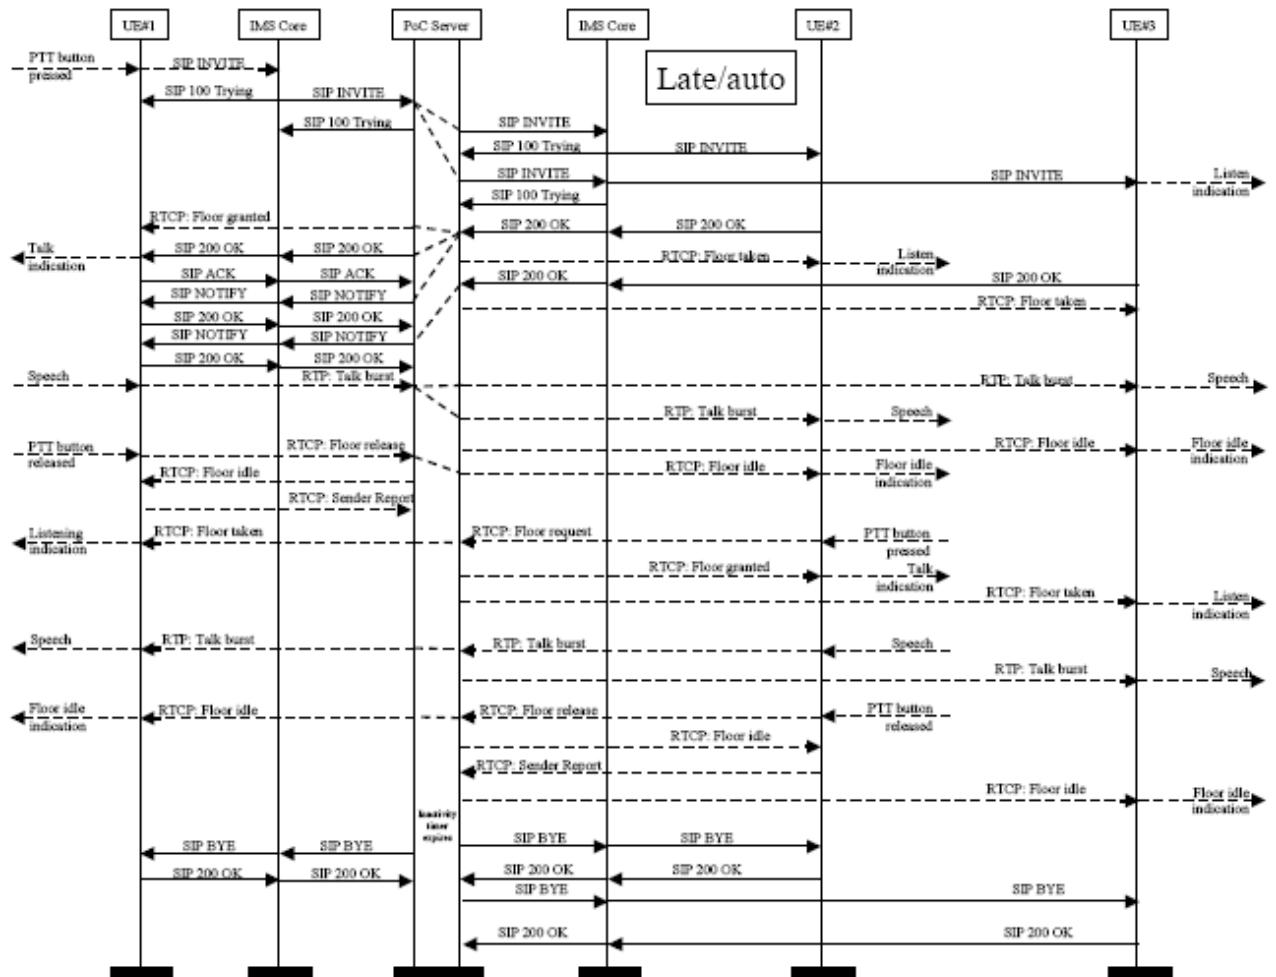 UE#1 IMS Core PoC Server IMS Core UE#2 UE#3
Late/auto
PTT button
pressed
SIP INVITE
SIP 100 Trying SIP INVITE
SIP 100 Trying SIP INVITE
SIP 100 Trying SIP INVITE
SIP INVITE SIP INVITE Listen
indication
SIP 100 Trying
RTCP: Floor granted SIP 200 OK SIP 200 OK
Talk
indication
SIP 200 OK SIP 200 OK RTCP: Floor taken Listen
indication
SIP ACK SIP ACK SIP 200 OK SIP 200 OK
SIP NOTIFY SIP NOTIFY RTCP: Floor taken
SIP 200 OK SIP 200 OK
SIP NOTIFY SIP NOTIFY
SIP 200 OK SIP 200 OK
Speech RTP: Talk burst RTP: Talk burst Speech
RTP: Talk burst Speech
PTT button
released
RTCP: Floor release RTCP: Floor idle Floor idle
indication
RTCP: Floor idle RTCP: Floor idle Floor idle
indication
RTCP: Sender Report
Listening
indication
RTCP: Floor taken RTCP: Floor request PTT button
pressed
RTCP: Floor granted Talk
indication
RTCP: Floor taken Listen
indication
Speech RTP: Talk burst RTP: Talk burst Speech
RTP: Talk burst Speech
Floor idle
indication
RTCP: Floor idle RTCP: Floor release PTT button
released
RTCP: Floor idle
RTCP: Sender Report
RTCP: Floor idle Floor idle
indication
Inactivity
timer
expires
SIP BYE SIP BYE SIP BYE SIP BYE
SIP 200 OK SIP 200 OK SIP 200 OK SIP 200 OK
SIP BYE SIP BYE
SIP 200 OK SIP 200 OK